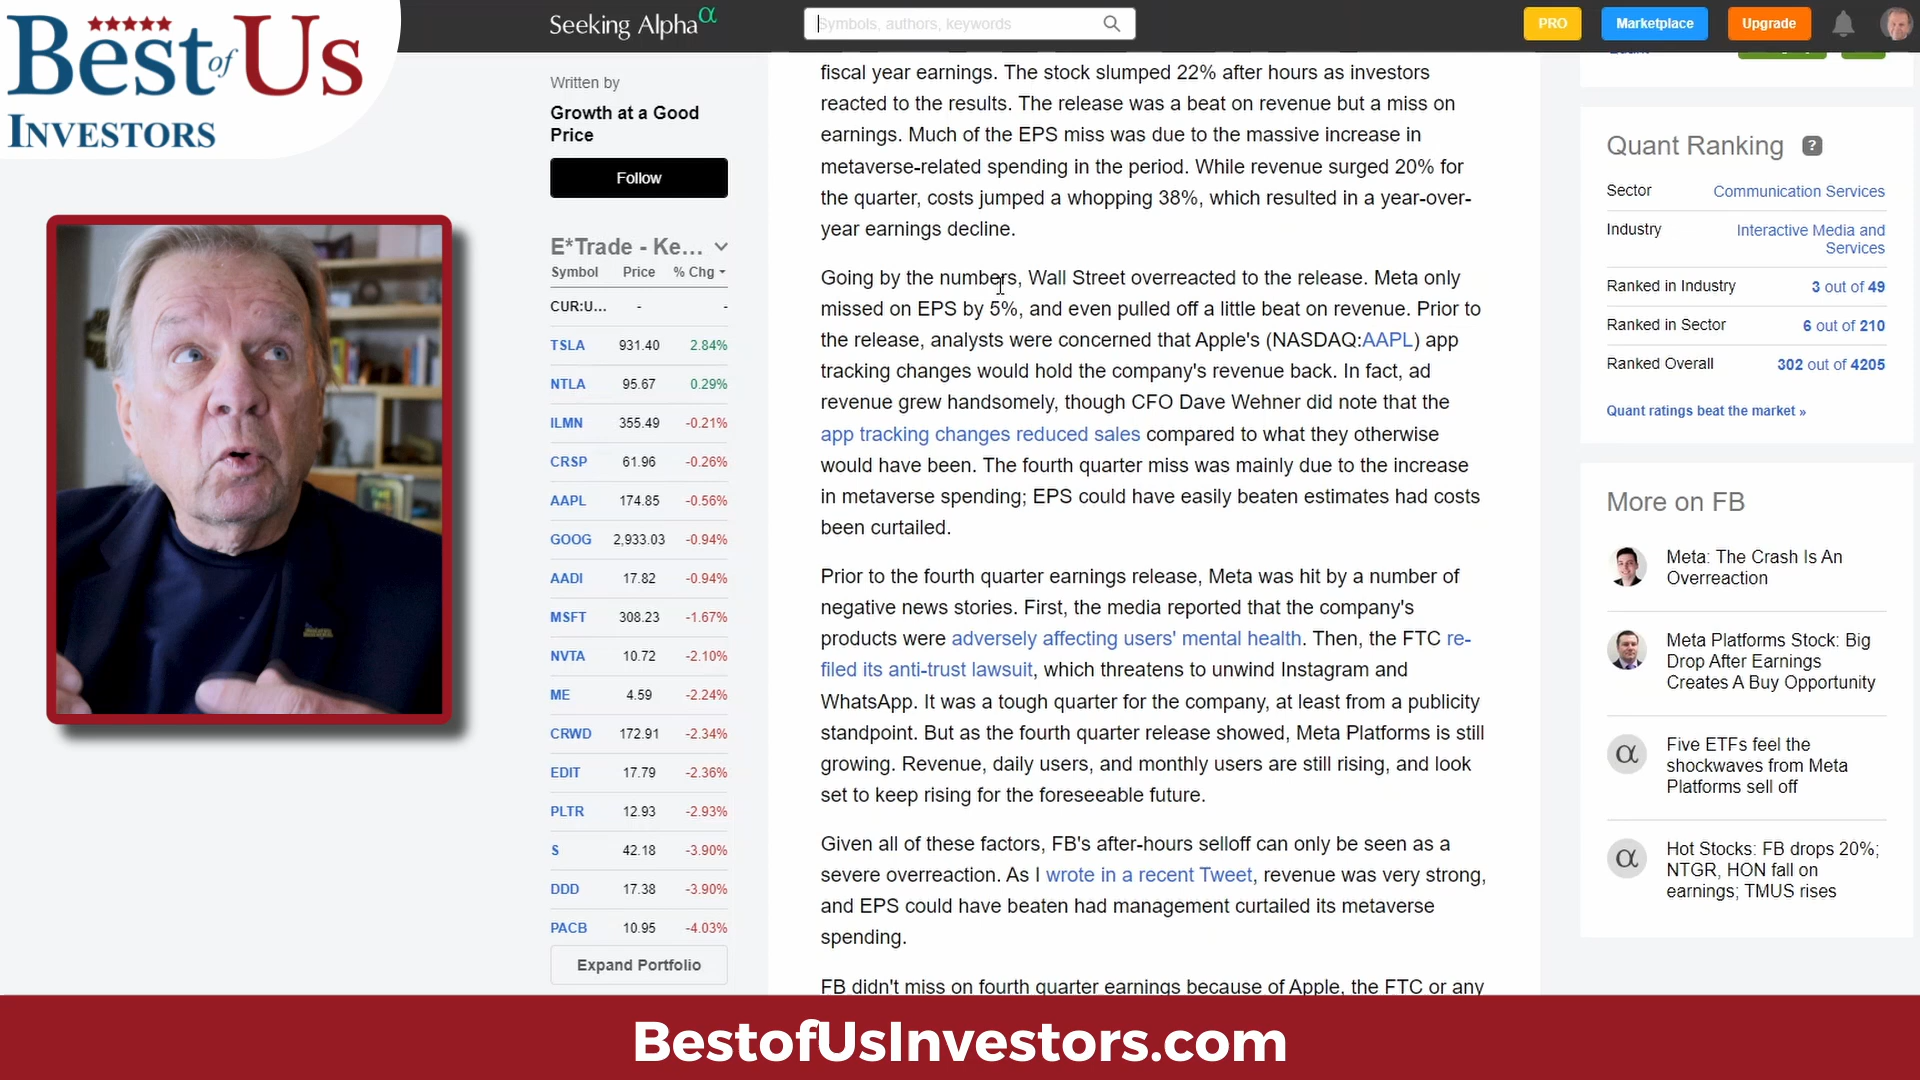 Best of Us
INVESTORS
Seeking Alpha α
Symbols, authors, keywords
PRO
Marketplace
Upgrade
Written by
Growth at a Good
Price
Follow
E*Trade - Ke...
Symbol Price % Chg
CUR:U... - -
TSLA 931.40 2.84%
NTLA 95.67 0.29%
ILMN 355.49 -0.21%
CRSP 61.96 -0.26%
AAPL 174.85 -0.56%
GOOG 2,933.03 -0.94%
AADI 17.82 -0.94%
MSFT 308.23 -1.67%
NVTA 10.72 -2.10%
ME 4.59 -2.24%
CRWD 172.91 -2.34%
EDIT 17.79 -2.36%
PLTR 12.93 -2.93%
S 42.18 -3.90%
DDD 17.38 -3.90%
PACB 10.95 -4.03%
Expand Portfolio
fiscal year earnings. The stock slumped 22% after hours as investors
reacted to the results. The release was a beat on revenue but a miss on
earnings. Much of the EPS miss was due to the massive increase in
metaverse-related spending in the period. While revenue surged 20% for
the quarter, costs jumped a whopping 38%, which resulted in a year-over-
year earnings decline.
Going by the numbers, Wall Street overreacted to the release. Meta only
missed on EPS by 5%, and even pulled off a little beat on revenue. Prior to
the release, analysts were concerned that Apple's (NASDAQ:AAPL) app
tracking changes would hold the company's revenue back. In fact, ad
revenue grew handsomely, though CFO Dave Wehner did note that the
app tracking changes reduced sales compared to what they otherwise
would have been. The fourth quarter miss was mainly due to the increase
in metaverse spending; EPS could have easily beaten estimates had costs
been curtailed.
Prior to the fourth quarter earnings release, Meta was hit by a number of
negative news stories. First, the media reported that the company's
products were adversely affecting users' mental health. Then, the FTC re-
filed its anti-trust lawsuit, which threatens to unwind Instagram and
WhatsApp. It was a tough quarter for the company, at least from a publicity
standpoint. But as the fourth quarter release showed, Meta Platforms is still
growing. Revenue, daily users, and monthly users are still rising, and look
set to keep rising for the foreseeable future.
Given all of these factors, FB's after-hours selloff can only be seen as a
severe overreaction. As I wrote in a recent Tweet, revenue was very strong,
and EPS could have beaten had management curtailed its metaverse
spending.
FB didn't miss on fourth quarter earnings because of Apple, the FTC or any
Quant Ranking ?
Sector Communication Services
Industry Interactive Media and
Services
Ranked in Industry 3 out of 49
Ranked in Sector 6 out of 210
Ranked Overall 302 out of 4205
Quant ratings beat the market »
More on FB
Meta: The Crash Is An
Overreaction
Meta Platforms Stock: Big
Drop After Earnings
Creates A Buy Opportunity
α
Five ETFs feel the
shockwaves from Meta
Platforms sell off
α
Hot Stocks: FB drops 20%;
NTGR, HON fall on
earnings; TMUS rises
BestofUsInvestors.com